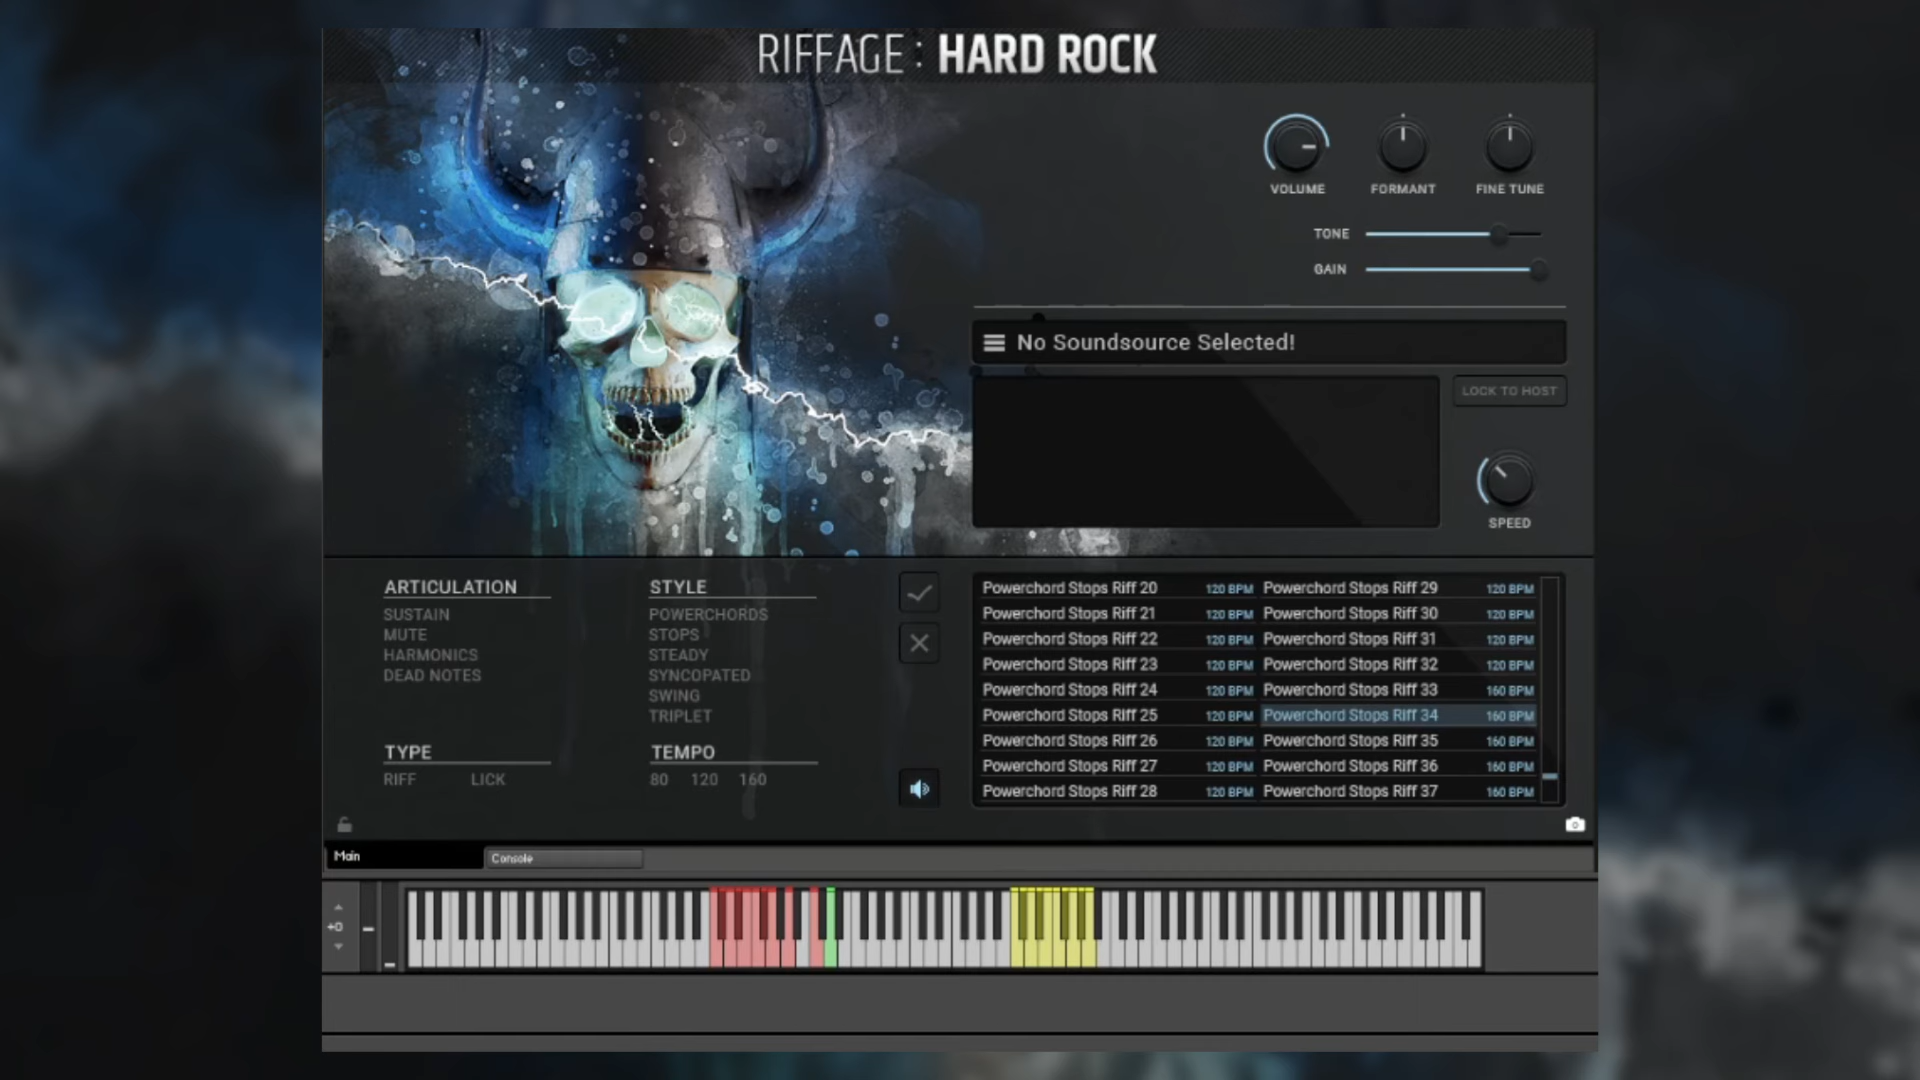 RIFFAGE : HARD ROCK
VOLUME
FORMANT
FINE TUNE
TONE
GAIN
No Soundsource Selected!
LOCK TO HOST
SPEED
ARTICULATION
SUSTAIN
MUTE
HARMONICS
DEAD NOTES
STYLE
POWERCHORDS
STOPS
STEADY
SYNCOPATED
SWING
TRIPLET
TYPE
RIFF LICK
TEMPO
80 120 160
Powerchord Stops Riff 20 120 BPM Powerchord Stops Riff 29 120 BPM
Powerchord Stops Riff 21 120 BPM Powerchord Stops Riff 30 120 BPM
Powerchord Stops Riff 22 120 BPM Powerchord Stops Riff 31 120 BPM
Powerchord Stops Riff 23 120 BPM Powerchord Stops Riff 32 120 BPM
Powerchord Stops Riff 24 120 BPM Powerchord Stops Riff 33 160 BPM
Powerchord Stops Riff 25 120 BPM Powerchord Stops Riff 34 160 BPM
Powerchord Stops Riff 26 120 BPM Powerchord Stops Riff 35 160 BPM
Powerchord Stops Riff 27 120 BPM Powerchord Stops Riff 36 160 BPM
Powerchord Stops Riff 28 120 BPM Powerchord Stops Riff 37 160 BPM
Main
Console
+0